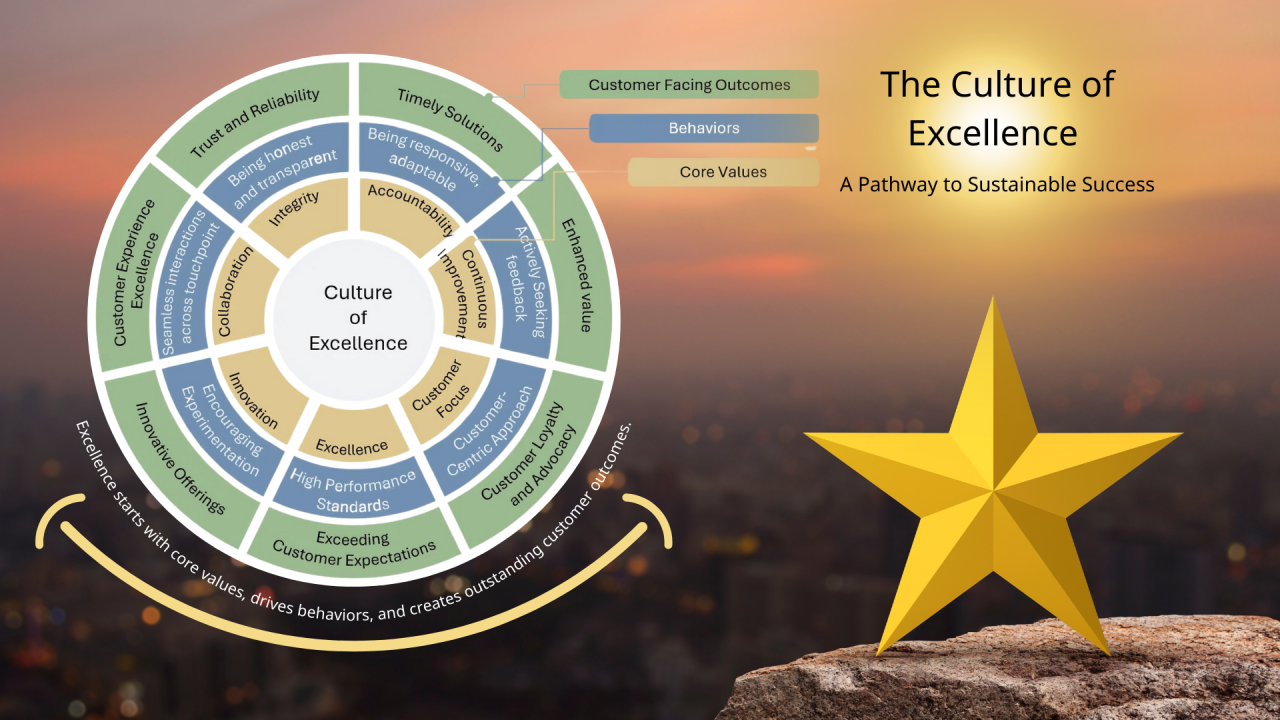 The Culture of
Excellence
A Pathway to Sustainable Success
Customer Facing Outcomes
Behaviors
Core Values
Trust and Reliability
Being honest
and transparent
Integrity
Timely Solutions
Being responsive,
adaptable
Accountability
Enhanced value
Actively Seeking
feedback
Continuous
Improvement
Customer Loyalty
and Advocacy
Customer-
Centric Approach
Customer
Focus
Exceeding
Customer Expectations
High Performance
Standards
Excellence
Innovative Offerings
Encouraging
Experimentation
Innovation
Customer Experience
Excellence
Seamless interactions
across touchpoint
Collaboration
Culture
of
Excellence
Excellence starts with core values, drives behaviors, and creates outstanding customer outcomes.